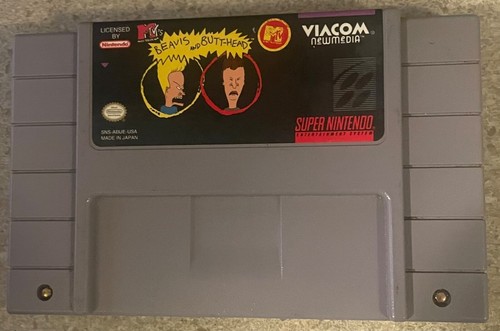 LICENSED
BY
Nintendo
MTV's
BEAVIS AND BUTT-HEAD
MTV
VIACOM
newmedia
SNS-ABUE-USA
MADE IN JAPAN
SUPER NINTENDO
ENTERTAINMENT SYSTEM